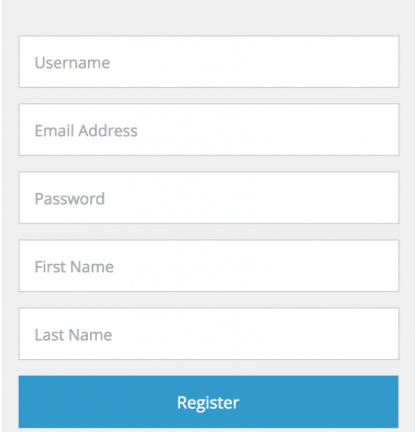 Username
Email Address
Password
First Name
Last Name
Register